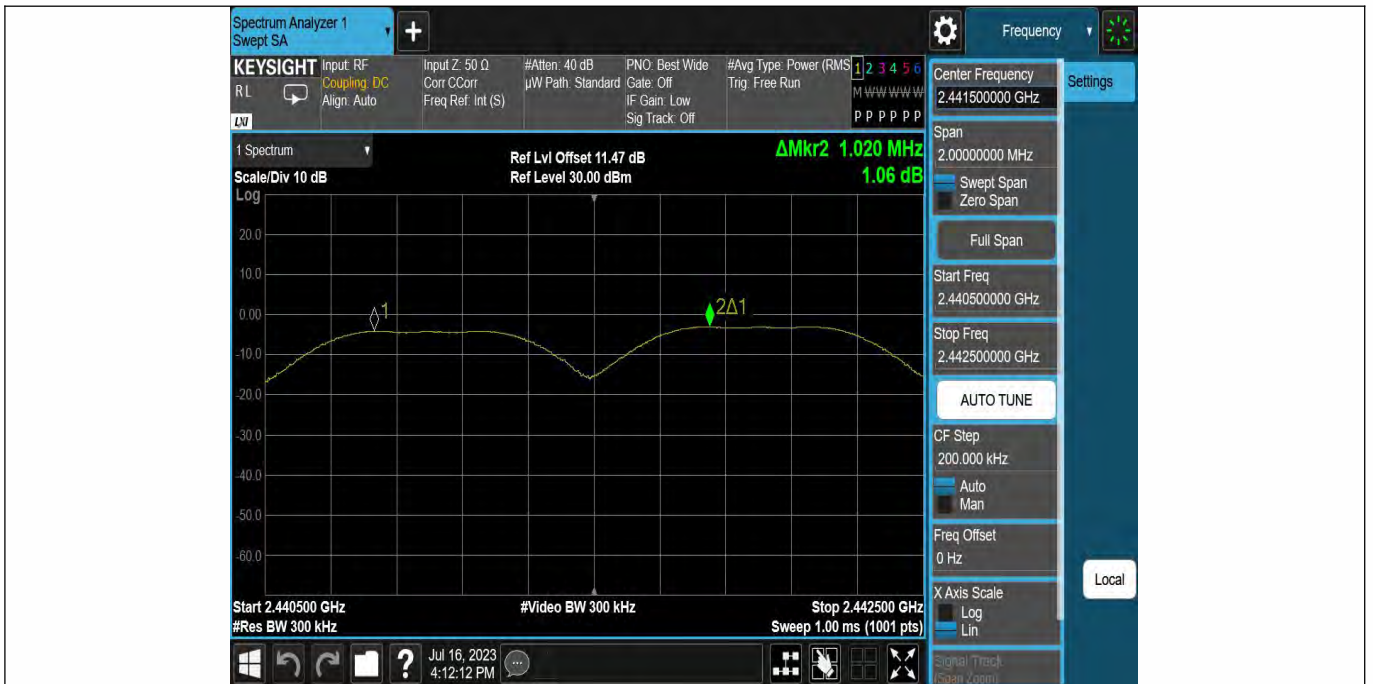 Spectrum Analyzer 1
Swept SA
+
Frequency
KEYSIGHT
RL
LXI
Input: RF
Coupling: DC
Align: Auto
Input Z: 50 Ω
Corr CCorr
Freq Ref: Int (S)
#Atten: 40 dB
µW Path: Standard
PNO: Best Wide
Gate: Off
IF Gain: Low
Sig Track: Off
#Avg Type: Power (RMS
Trig: Free Run
1 2 3 4 5 6
M W W W W W
P P P P P P
1 Spectrum
Scale/Div 10 dB
Log
Ref Lvl Offset 11.47 dB
Ref Level 30.00 dBm
ΔMkr2 1.020 MHz
1.06 dB
20.0
10.0
0.00
-10.0
-20.0
-30.0
-40.0
-50.0
-60.0
1
2Δ1
Start 2.440500 GHz
#Res BW 300 kHz
#Video BW 300 kHz
Stop 2.442500 GHz
Sweep 1.00 ms (1001 pts)
?
Jul 16, 2023
4:12:12 PM
Center Frequency
2.441500000 GHz
Settings
Span
2.00000000 MHz
Swept Span
Zero Span
Full Span
Start Freq
2.440500000 GHz
Stop Freq
2.442500000 GHz
AUTO TUNE
CF Step
200.000 kHz
Auto
Man
Freq Offset
0 Hz
X Axis Scale
Log
Lin
Signal Track
(Span Zoom)
Local